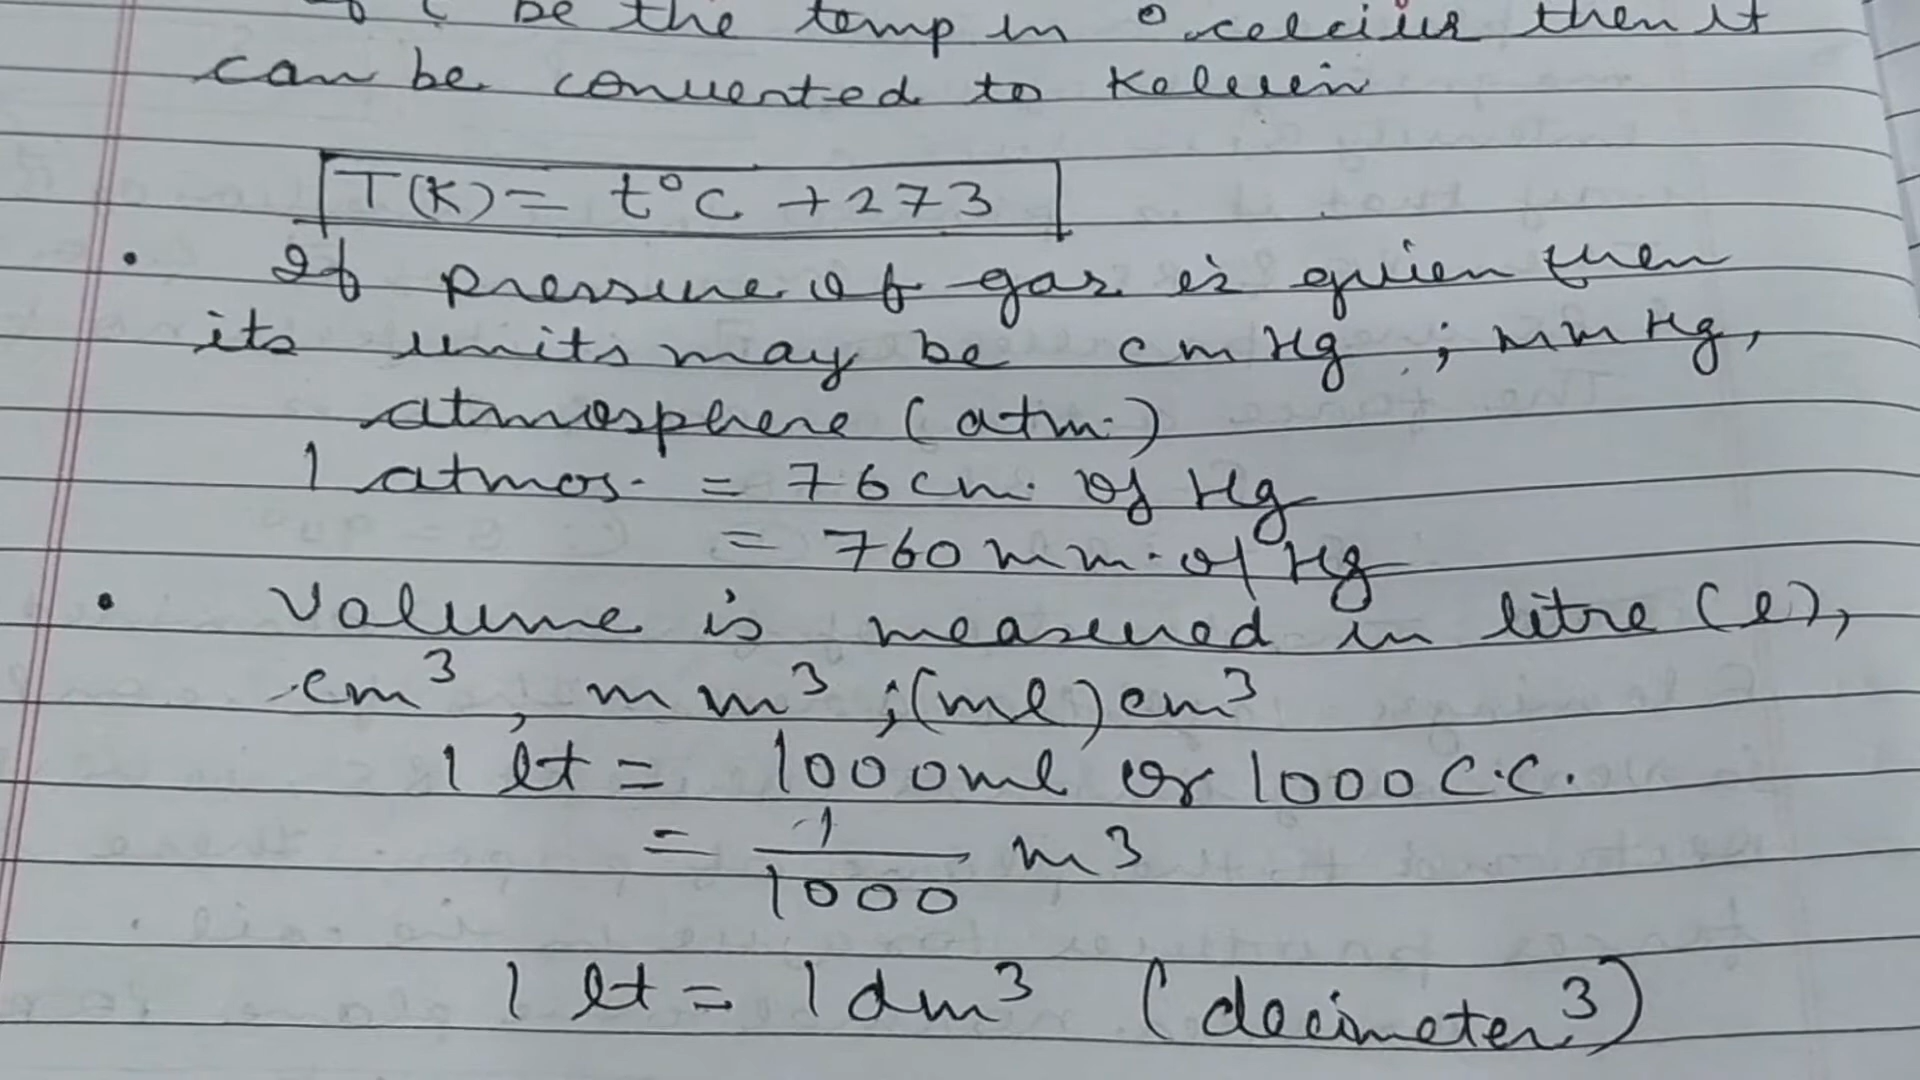 be the temp in ° celcius then it
can be converted to Kelvin
T(K) = t°C + 273
• If pressure of gas is given then
its units may be cm Hg ; mm Hg,
atmosphere (atm.)
1 atmos. = 76 cm. of Hg
= 760 mm. of Hg
• Volume is measured in litre (l),
cm³, mm³ ; (ml) cm³
1 lt = 1000 ml or 1000 C.C.
= 1/1000 m³
1 lt = 1 dm³ (decimeter³)